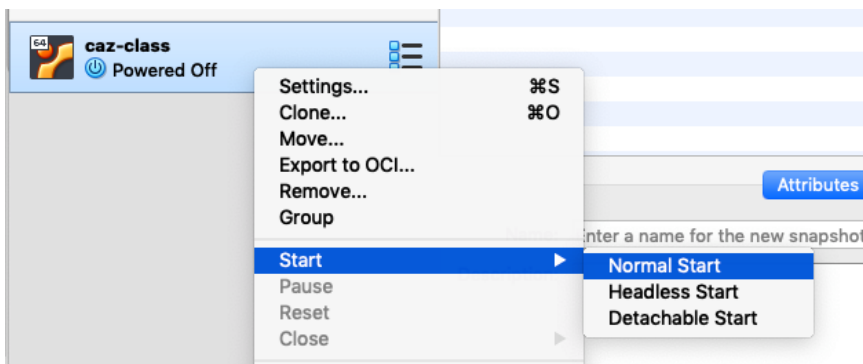 64
caz-class
Powered Off
Settings... ⌘S
Clone... ⌘O
Move...
Export to OCI...
Remove...
Group
Attributes
Enter a name for the new snapshot
Start
Normal Start
Pause
Headless Start
Reset
Detachable Start
Close